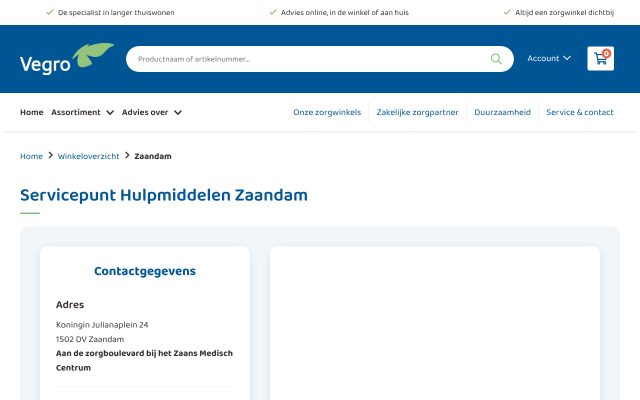 De specialist in langer thuiswonen
Advies online, in de winkel of aan huis
Altijd een zorgwinkel dichtbij
Vegro
Productnaam of artikelnummer...
Account
0
Home
Assortiment
Advies over
Onze zorgwinkels
Zakelijke zorgpartner
Duurzaamheid
Service & contact
Home
Winkeloverzicht
Zaandam
Servicepunt Hulpmiddelen Zaandam
Contactgegevens
Adres
Koningin Julianaplein 24
1502 DV Zaandam
Aan de zorgboulevard bij het Zaans Medisch
Centrum